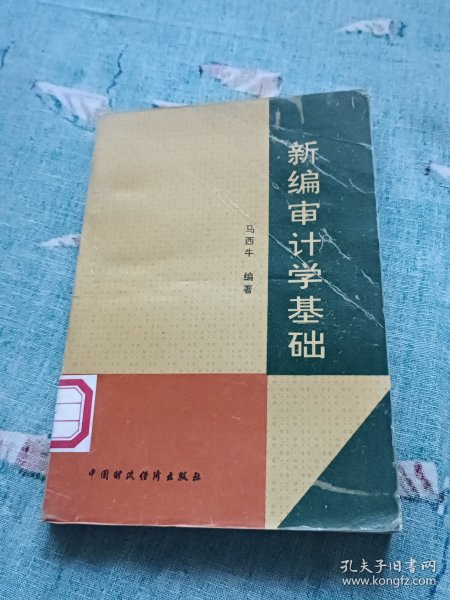 新编审计学基础
马西牛 编著
中国财政经济出版社
孔夫子旧书网
www.kongfz.com